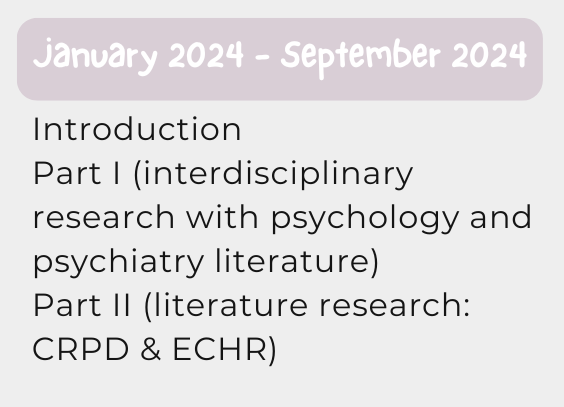 January 2024 - September 2024
Introduction
Part I (interdisciplinary
research with psychology and
psychiatry literature)
Part II (literature research:
CRPD & ECHR)